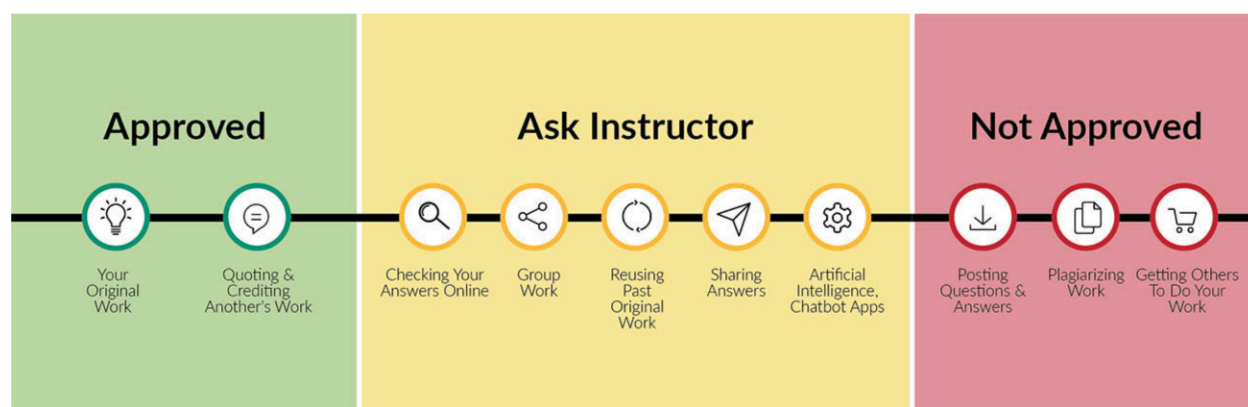 Approved
Your
Original
Work
Quoting &
Crediting
Another's Work
Ask Instructor
Checking Your
Answers Online
Group
Work
Reusing
Past
Original
Work
Sharing
Answers
Artificial
Intelligence,
Chatbot Apps
Not Approved
Posting
Questions &
Answers
Plagiarizing
Work
Getting Others
To Do Your
Work